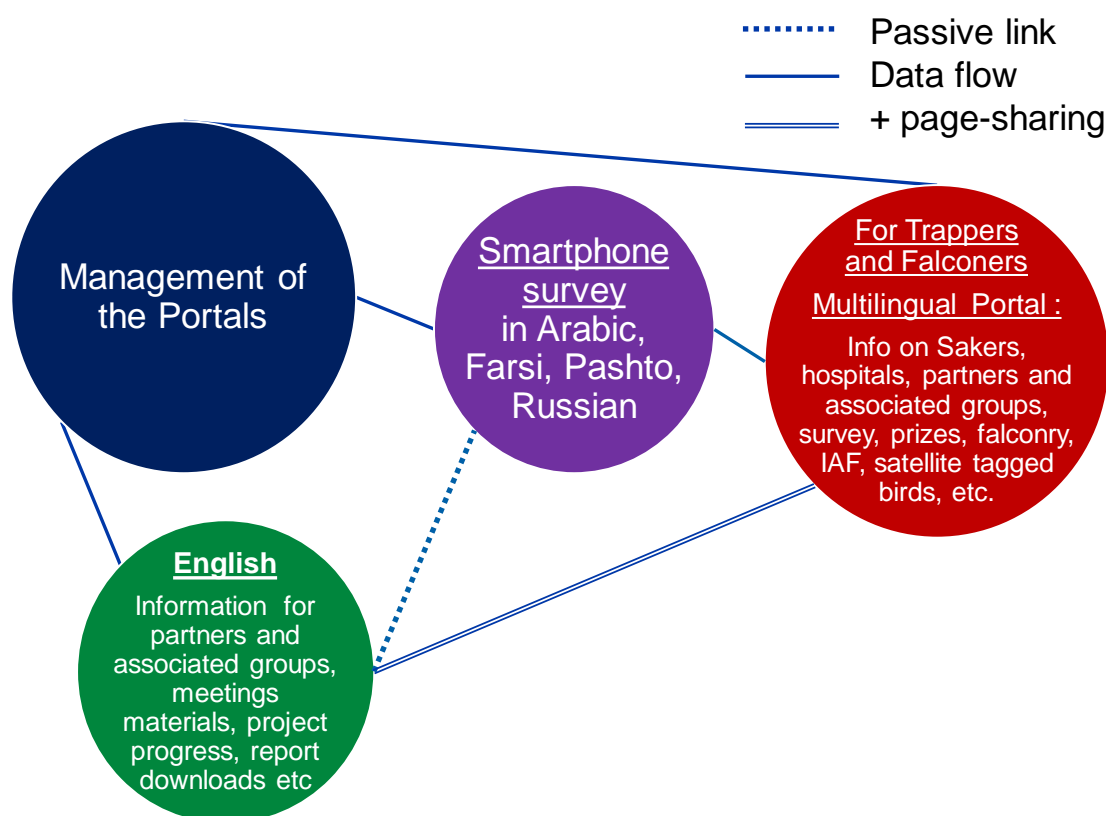 Passive link
Data flow
+ page-sharing
Management of
the Portals
Smartphone
survey
in Arabic,
Farsi, Pashto,
Russian
For Trappers
and Falconers
Multilingual Portal :
Info on Sakers,
hospitals, partners and
associated groups,
survey, prizes, falconry,
IAF, satellite tagged
birds, etc.
English
Information for
partners and
associated groups,
meetings
materials, project
progress, report
downloads etc